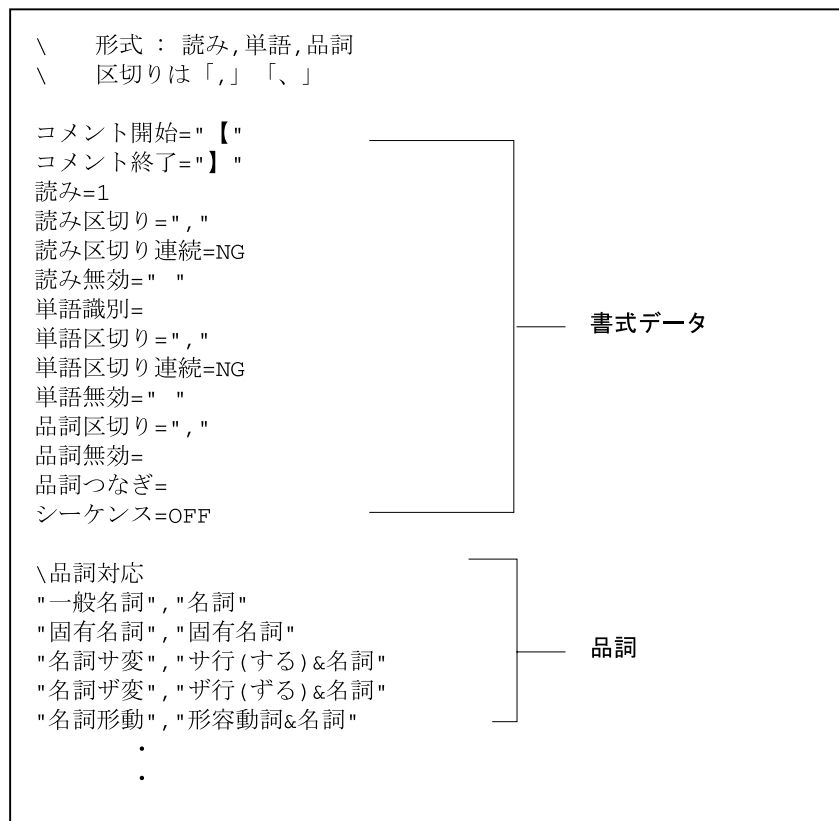 \　形式 : 読み,単語,品詞
\　区切りは「,」「、」
コメント開始="【"
コメント終了="】"
読み=1
読み区切り=","
読み区切り連続=NG
読み無効=" "
単語識別=
単語区切り=","
単語区切り連続=NG
単語無効=" "
品詞区切り=","
品詞無効=
品詞つなぎ=
シーケンス=OFF
書式データ
\品詞対応
"一般名詞","名詞"
"固有名詞","固有名詞"
"名詞サ変","サ行(する)&名詞"
"名詞ザ変","ザ行(ずる)&名詞"
"名詞形動","形容動詞&名詞"
・
・
品詞